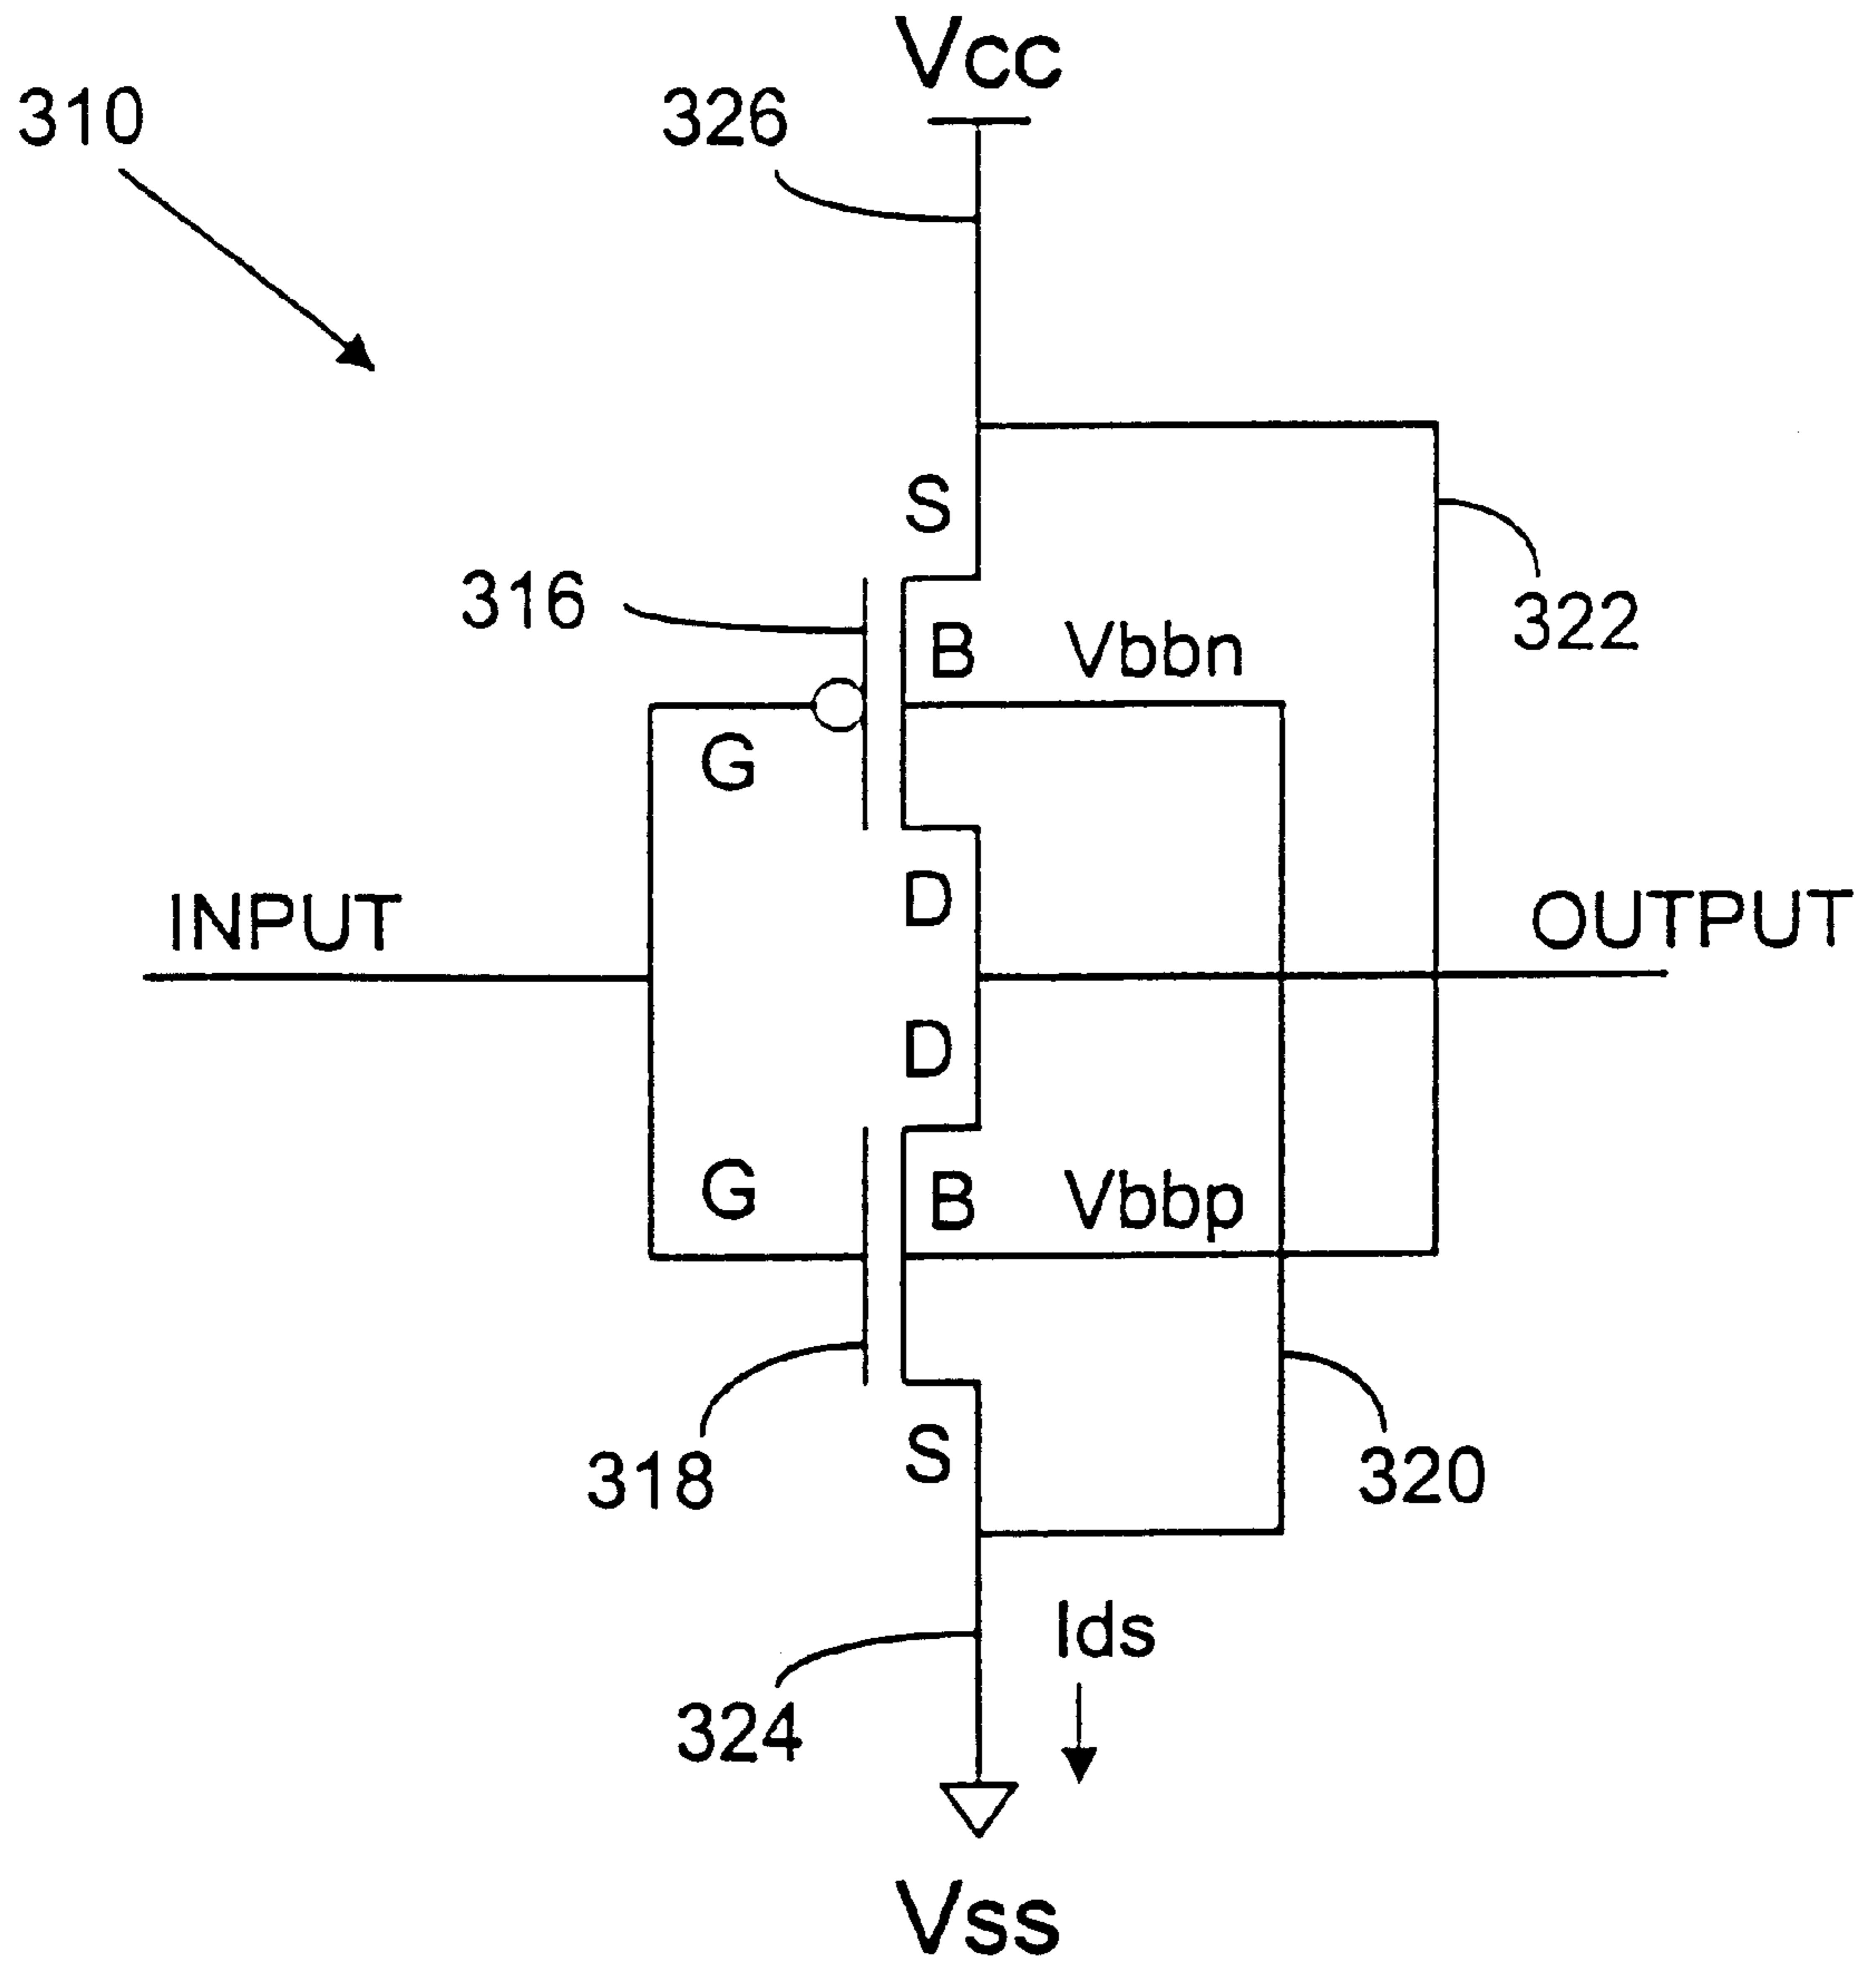 Vcc
310
326
S
316
B
Vbbn
322
G
D
INPUT
OUTPUT
D
G
B
Vbbp
318
S
320
Ids
324
Vss